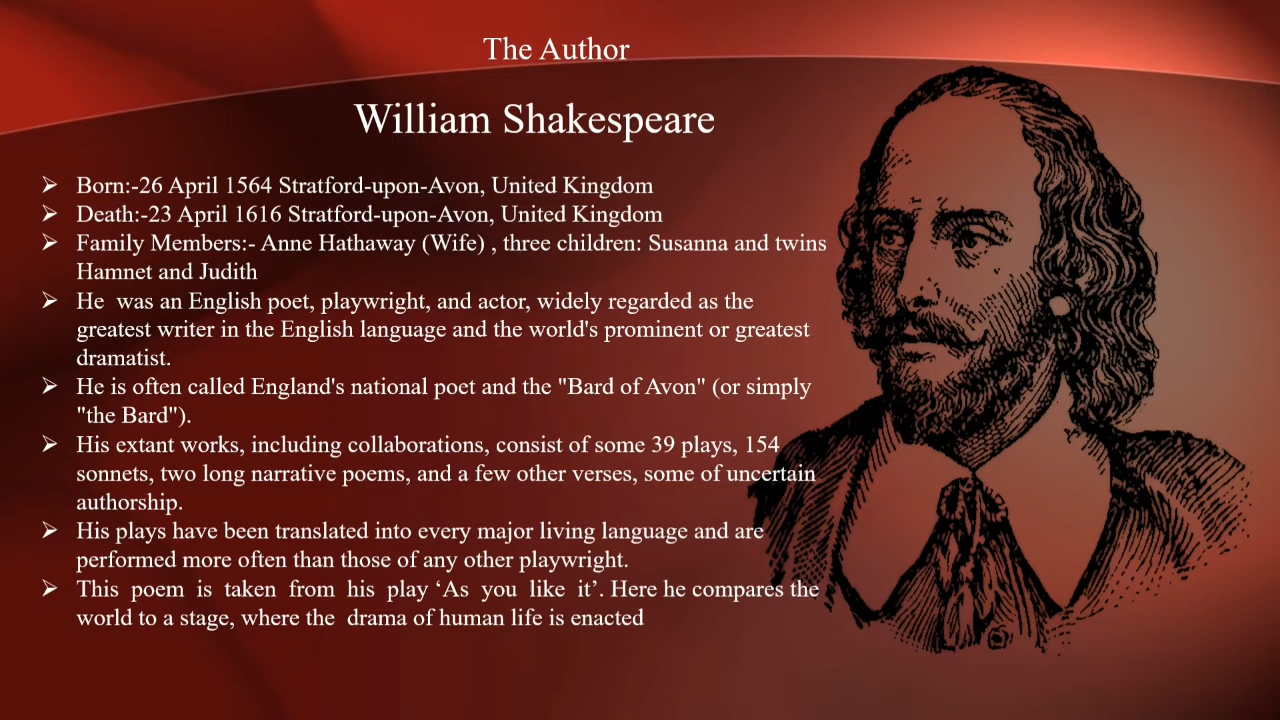 The Author
William Shakespeare
➢ Born:-26 April 1564 Stratford-upon-Avon, United Kingdom
➢ Death:-23 April 1616 Stratford-upon-Avon, United Kingdom
➢ Family Members:- Anne Hathaway (Wife) , three children: Susanna and twins
Hamnet and Judith
➢ He was an English poet, playwright, and actor, widely regarded as the
greatest writer in the English language and the world's prominent or greatest
dramatist.
➢ He is often called England's national poet and the "Bard of Avon" (or simply
"the Bard").
➢ His extant works, including collaborations, consist of some 39 plays, 154
sonnets, two long narrative poems, and a few other verses, some of uncertain
authorship.
➢ His plays have been translated into every major living language and are
performed more often than those of any other playwright.
➢ This poem is taken from his play ‘As you like it’. Here he compares the
world to a stage, where the drama of human life is enacted